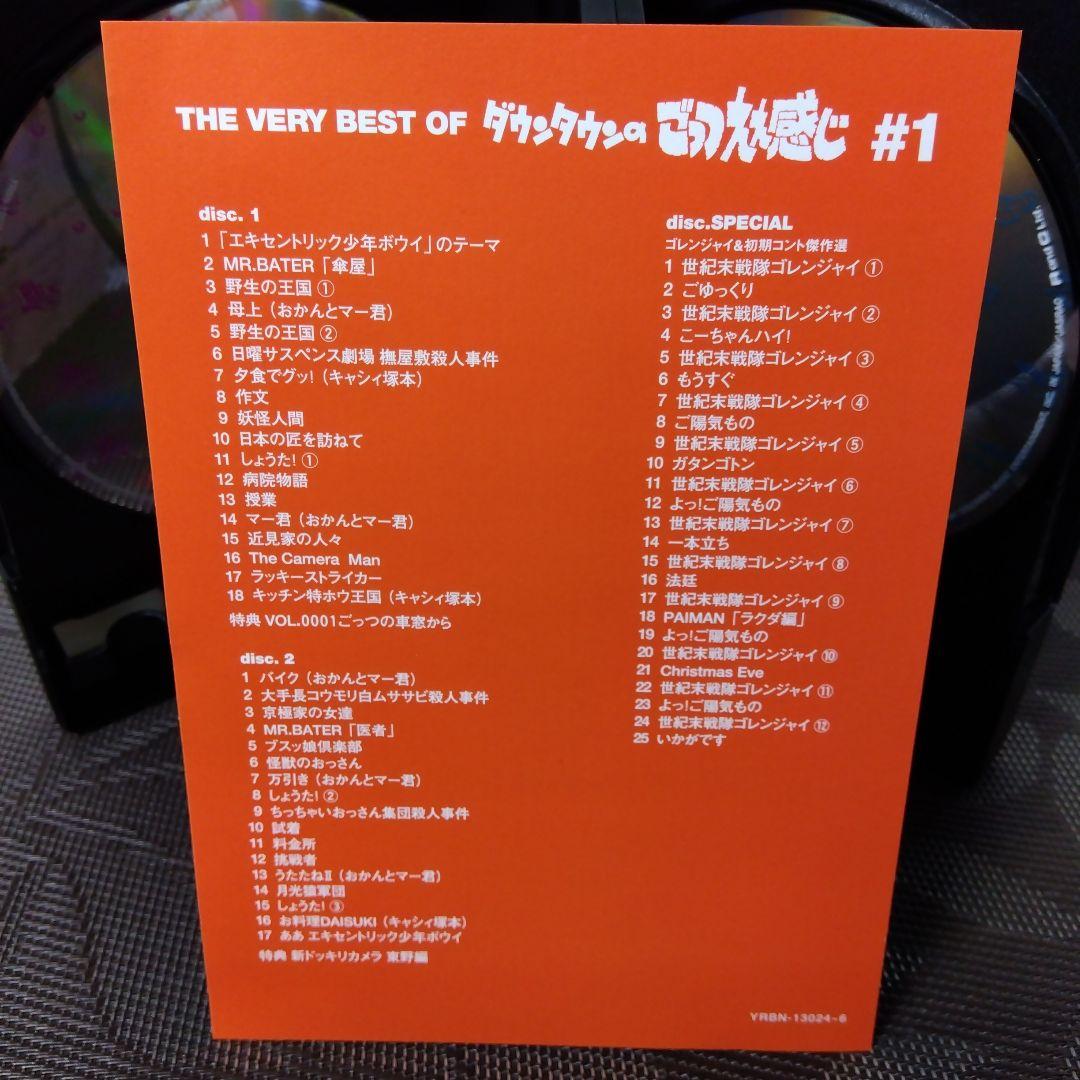 THE VERY BEST OF ダウンタウンの ごっつええ感じ #1
disc. 1
1 「エキセントリック少年ボウイ」のテーマ
2 MR.BATER「傘屋」
3 野生の王国 ①
4 母上（おかんとマー君）
5 野生の王国 ②
6 日曜サスペンス劇場 撫屋敷殺人事件
7 夕食でグッ!（キャシィ塚本）
8 作文
9 妖怪人間
10 日本の匠を訪ねて
11 しょうた! ①
12 病院物語
13 授業
14 マー君（おかんとマー君）
15 近見家の人々
16 The Camera Man
17 ラッキーストライカー
18 キッチン特ホウ王国（キャシィ塚本）
特典 VOL.0001ごっつの車窓から
disc. 2
1 バイク（おかんとマー君）
2 大手長コウモリ白ムササビ殺人事件
3 京極家の女達
4 MR.BATER「医者」
5 ブスッ娘倶楽部
6 怪獣のおっさん
7 万引き（おかんとマー君）
8 しょうた! ②
9 ちっちゃいおっさん集団殺人事件
10 試着
11 料金所
12 挑戦者
13 うたたねⅡ（おかんとマー君）
14 月光猿軍団
15 しょうた! ③
16 お料理DAISUKI（キャシィ塚本）
17 ああ エキセントリック少年ボウイ
特典 新ドッキリカメラ 東野編
disc.SPECIAL
ゴレンジャイ&初期コント傑作選
1 世紀末戦隊ゴレンジャイ ①
2 ごゆっくり
3 世紀末戦隊ゴレンジャイ ②
4 こーちゃんハイ!
5 世紀末戦隊ゴレンジャイ ③
6 もうすぐ
7 世紀末戦隊ゴレンジャイ ④
8 ご陽気もの
9 世紀末戦隊ゴレンジャイ ⑤
10 ガタンゴトン
11 世紀末戦隊ゴレンジャイ ⑥
12 よっ!ご陽気もの
13 世紀末戦隊ゴレンジャイ ⑦
14 一本立ち
15 世紀末戦隊ゴレンジャイ ⑧
16 法廷
17 世紀末戦隊ゴレンジャイ ⑨
18 PAIMAN「ラクダ編」
19 よっ!ご陽気もの
20 世紀末戦隊ゴレンジャイ ⑩
21 Christmas Eve
22 世紀末戦隊ゴレンジャイ ⑪
23 よっ!ご陽気もの
24 世紀末戦隊ゴレンジャイ ⑫
25 いかがです
YRBN-13024~6